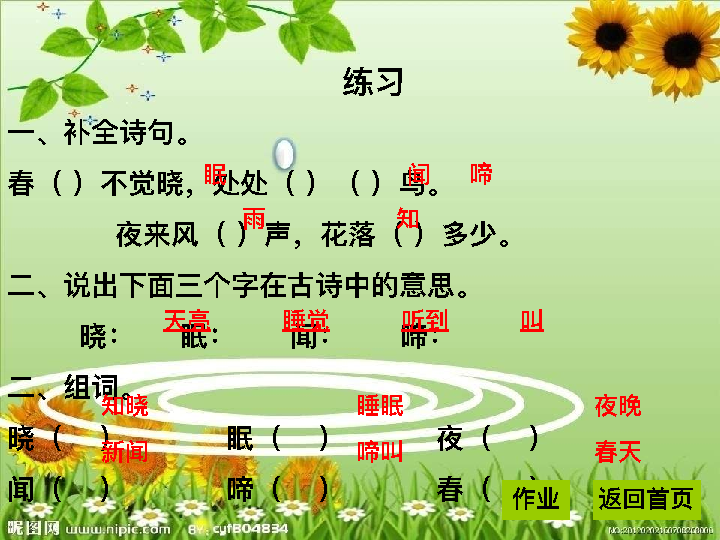 练习
一、补全诗句。
春（ ）不觉晓，处处（ ）（ ）鸟。
眠 闻 啼
夜来风（ ）声，花落（ ）多少。
雨 知
二、说出下面三个字在古诗中的意思。
天亮 睡觉 听到 叫
晓： 眠： 闻： 啼：
二、组词。
知晓 睡眠 夜晚
晓（ ） 眠（ ） 夜（ ）
新闻 啼叫 春天
闻（ ） 啼（ ） 春（ ）
作业 返回首页
昵图网 www.nipic.com BY: cyf804834